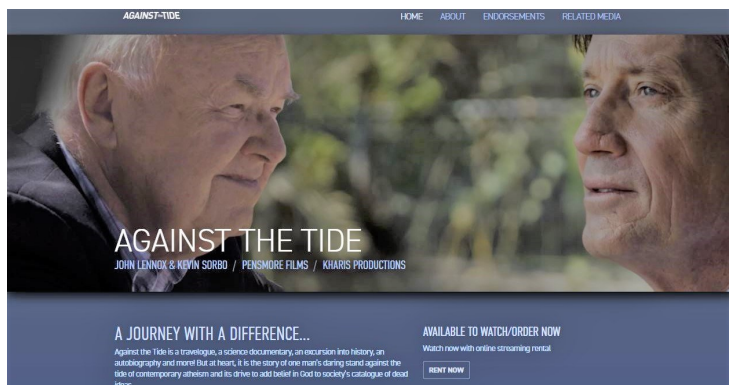 AGAINST THE TIDE
HOME ABOUT ENDORSEMENTS RELATED MEDIA
AGAINST THE TIDE
JOHN LENNOX & KEVIN SORBO / PENSMORE FILMS / KHARIS PRODUCTIONS
A JOURNEY WITH A DIFFERENCE...
Against the Tide is a travelogue, a science documentary, an excursion into history, an
autobiography and more! But at heart, it is the story of one man's daring stand against the
tide of contemporary atheism and its drive to add belief in God to society's catalogue of dead
ideas.
AVAILABLE TO WATCH/ORDER NOW
Watch now with online streaming rental
RENT NOW